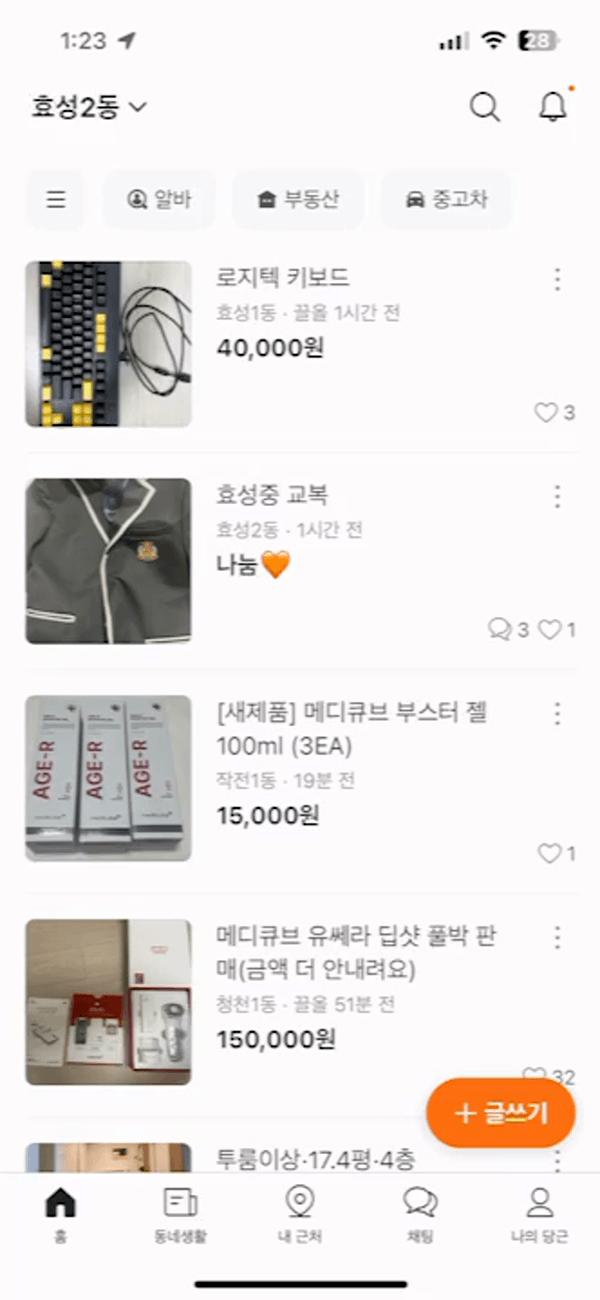 1:23
28
효성2동
알바
부동산
중고차
로지텍 키보드
효성1동 · 끌올 1시간 전
40,000원
3
효성중 교복
효성2동 · 1시간 전
나눔🧡
3 1
AGE-R
AGE-R
AGE-R
[새제품] 메디큐브 부스터 젤
100ml (3EA)
작전1동 · 19분 전
15,000원
1
메디큐브 유쎄라 딥샷 풀박 판
매(금액 더 안내려요)
청천1동 · 끌올 51분 전
150,000원
32
+ 글쓰기
투룸이상·17.4평·4층
홈
동네생활
내 근처
채팅
나의 당근